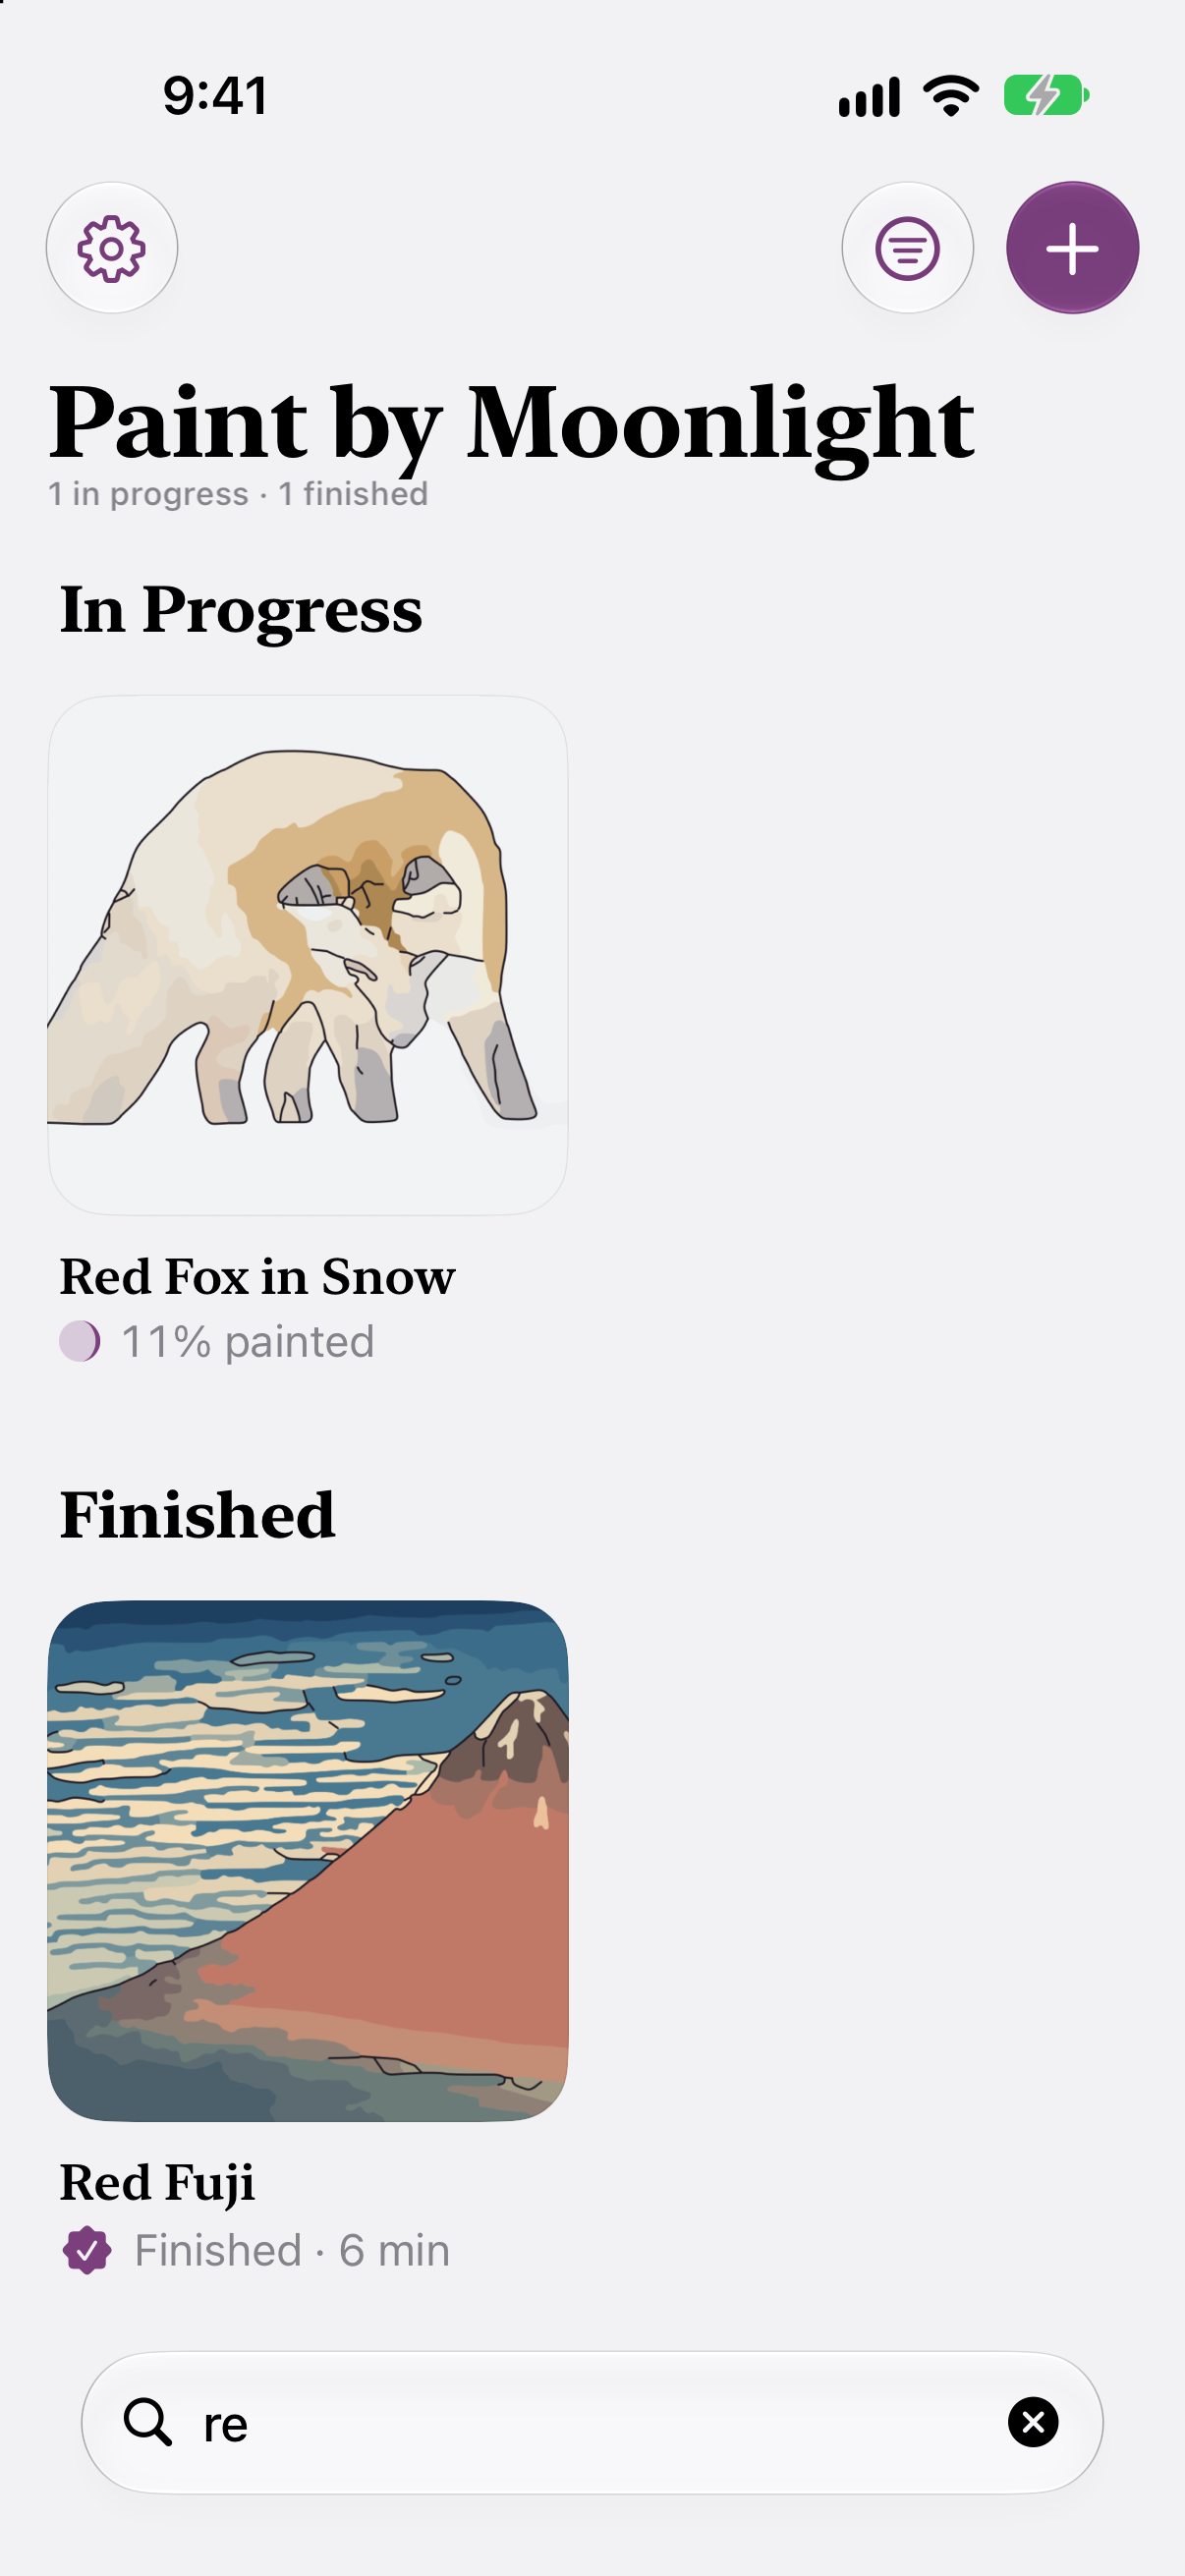 9:41
Paint by Moonlight
1 in progress · 1 finished
In Progress
Red Fox in Snow
11% painted
Finished
Red Fuji
Finished · 6 min
re